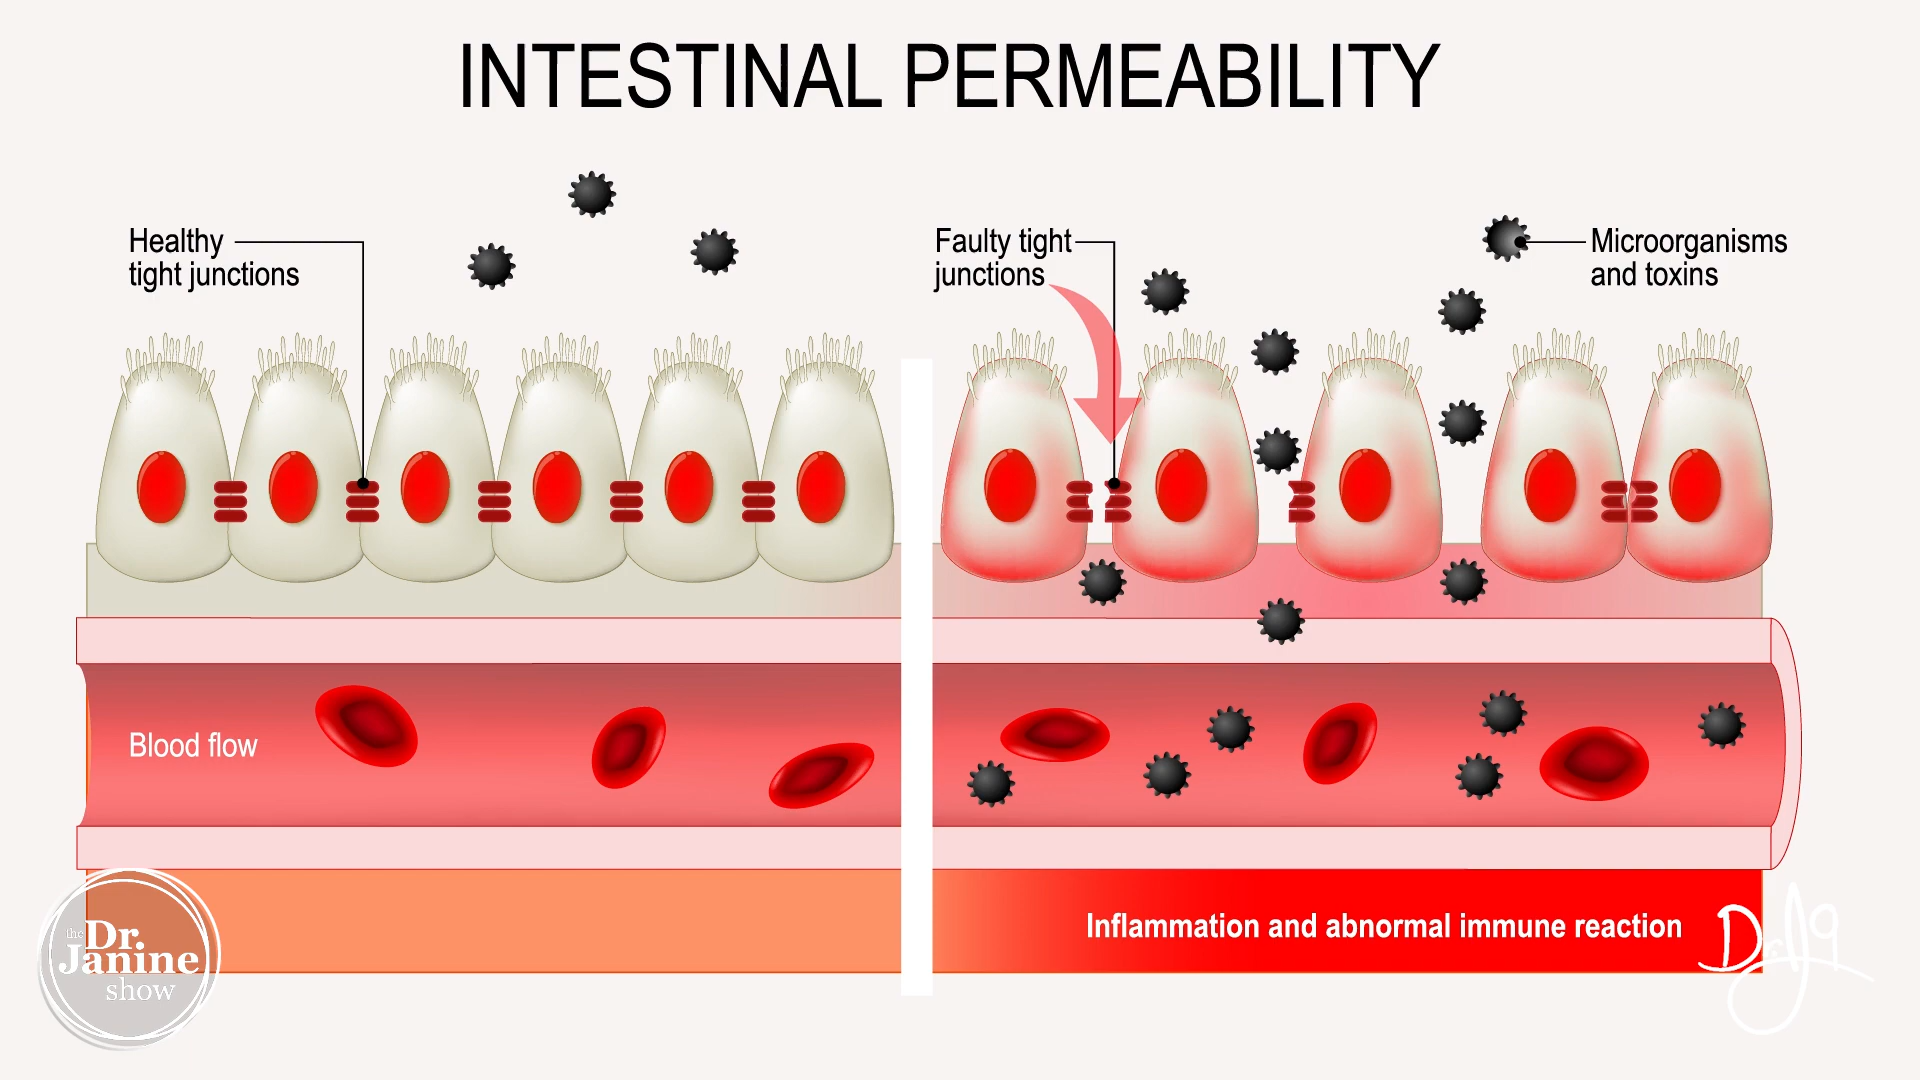 INTESTINAL PERMEABILITY
Healthy
tight junctions
Faulty tight
junctions
Microorganisms
and toxins
Blood flow
Inflammation and abnormal immune reaction
the Dr.
Janine
show